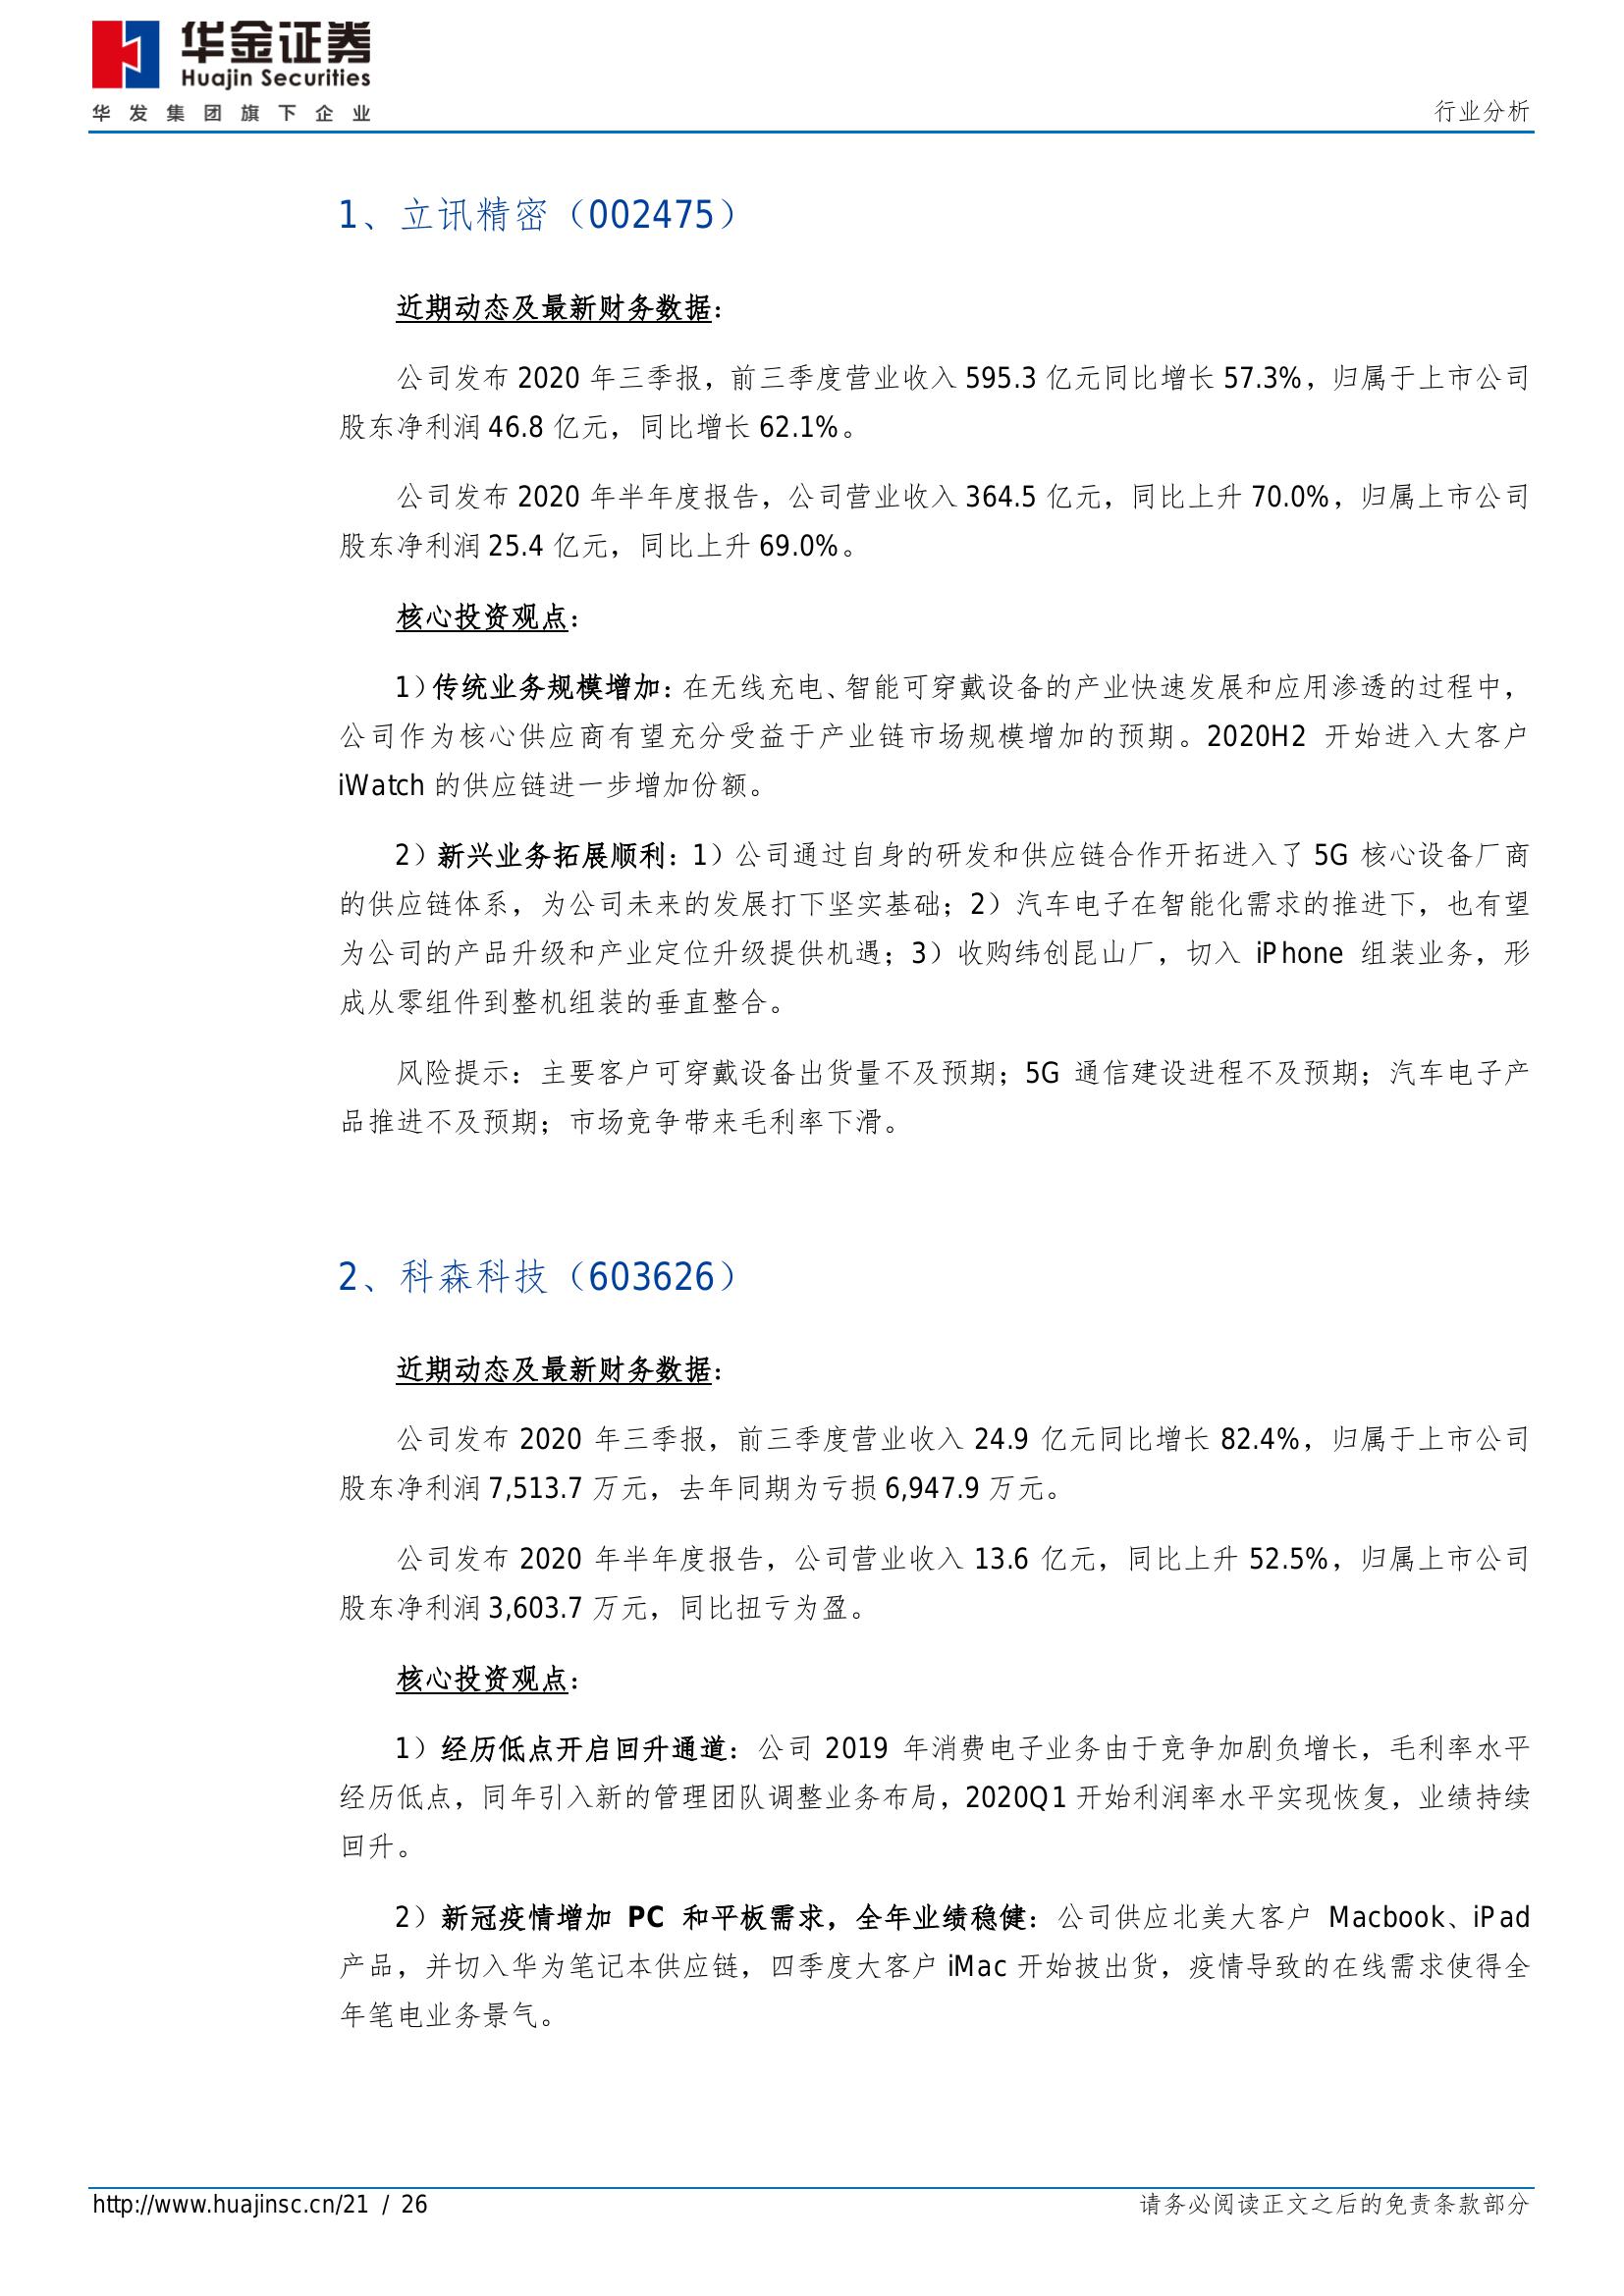 华金证券
Huajin Securities
华发集团旗下企业
行业分析
1、立讯精密（002475）
近期动态及最新财务数据：
公司发布 2020 年三季报，前三季度营业收入 595.3 亿元同比增长 57.3%，归属于上市公司
股东净利润 46.8 亿元，同比增长 62.1%。
公司发布 2020 年半年度报告，公司营业收入 364.5 亿元，同比上升 70.0%，归属上市公司
股东净利润 25.4 亿元，同比上升 69.0%。
核心投资观点：
1）传统业务规模增加：在无线充电、智能可穿戴设备的产业快速发展和应用渗透的过程中，
公司作为核心供应商有望充分受益于产业链市场规模增加的预期。2020H2 开始进入大客户
iWatch 的供应链进一步增加份额。
2）新兴业务拓展顺利：1）公司通过自身的研发和供应链合作开拓进入了 5G 核心设备厂商
的供应链体系，为公司未来的发展打下坚实基础；2）汽车电子在智能化需求的推进下，也有望
为公司的产品升级和产业定位升级提供机遇；3）收购纬创昆山厂，切入 iPhone 组装业务，形
成从零组件到整机组装的垂直整合。
风险提示：主要客户可穿戴设备出货量不及预期；5G 通信建设进程不及预期；汽车电子产
品推进不及预期；市场竞争带来毛利率下滑。
2、科森科技（603626）
近期动态及最新财务数据：
公司发布 2020 年三季报，前三季度营业收入 24.9 亿元同比增长 82.4%，归属于上市公司
股东净利润 7,513.7 万元，去年同期为亏损 6,947.9 万元。
公司发布 2020 年半年度报告，公司营业收入 13.6 亿元，同比上升 52.5%，归属上市公司
股东净利润 3,603.7 万元，同比扭亏为盈。
核心投资观点：
1）经历低点开启回升通道：公司 2019 年消费电子业务由于竞争加剧负增长，毛利率水平
经历低点，同年引入新的管理团队调整业务布局，2020Q1 开始利润率水平实现恢复，业绩持续
回升。
2）新冠疫情增加 PC 和平板需求，全年业绩稳健：公司供应北美大客户 Macbook、iPad
产品，并切入华为笔记本供应链，四季度大客户 iMac 开始披出货，疫情导致的在线需求使得全
年笔电业务景气。
http://www.huajinsc.cn/21 / 26
请务必阅读正文之后的免责条款部分